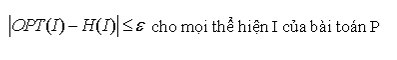 |OPT(I) − H(I)| ≤ ε cho mọi thể hiện I của bài toán P